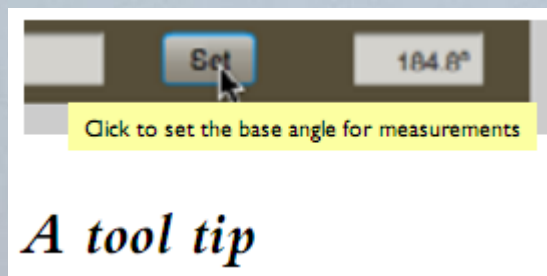 Set 184.8°
Click to set the base angle for measurements
A tool tip